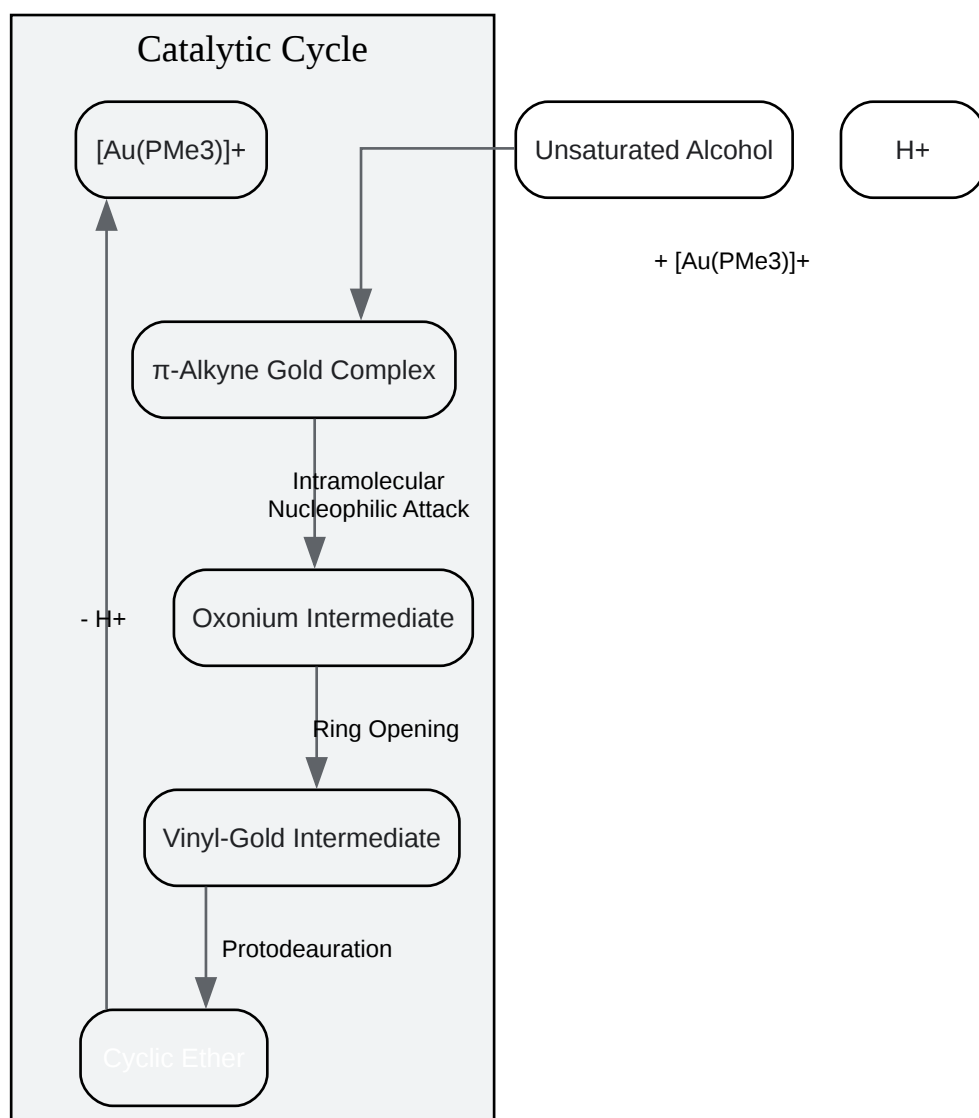 Catalytic Cycle
[Au(PMe3)]+
Unsaturated Alcohol
H+
+ [Au(PMe3)]+
π-Alkyne Gold Complex
Intramolecular
Nucleophilic Attack
- H+
Oxonium Intermediate
Ring Opening
Vinyl-Gold Intermediate
Protodeauration
Cyclic Ether